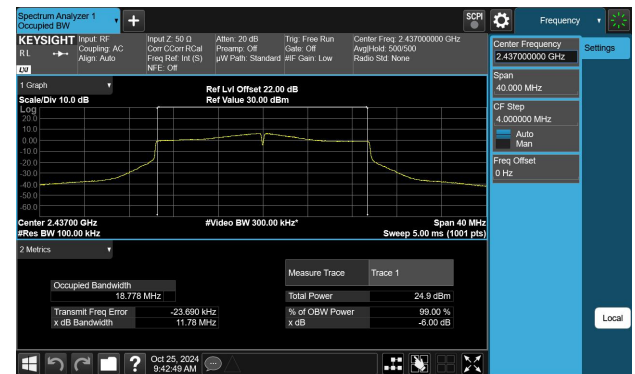 Spectrum Analyzer 1
Occupied BW
+
SCPI
Frequency
KEYSIGHT
RL
LXI
Input: RF
Coupling: AC
Align: Auto
Input Z: 50 Ω
Corr CCorr RCal
Freq Ref: Int (S)
NFE: Off
Atten: 20 dB
Preamp: Off
µW Path: Standard
Trig: Free Run
Gate: Off
#IF Gain: Low
Center Freq: 2.437000000 GHz
Avg|Hold: 500/500
Radio Std: None
Center Frequency
2.437000000 GHz
Settings
Span
40.000 MHz
CF Step
4.000000 MHz
Auto
Man
Freq Offset
0 Hz
Local
1 Graph
Scale/Div 10.0 dB
Ref Lvl Offset 22.00 dB
Ref Value 30.00 dBm
Log
20.0
10.0
0.00
-10.0
-20.0
-30.0
-40.0
-50.0
-60.0
Center 2.43700 GHz
#Video BW 300.00 kHz*
Span 40 MHz
#Res BW 100.00 kHz
Sweep 5.00 ms (1001 pts)
2 Metrics
Measure Trace
Trace 1
Occupied Bandwidth
18.778 MHz
Total Power
24.9 dBm
Transmit Freq Error
-23.690 kHz
% of OBW Power
99.00 %
x dB Bandwidth
11.78 MHz
x dB
-6.00 dB
?
Oct 25, 2024
9:42:49 AM